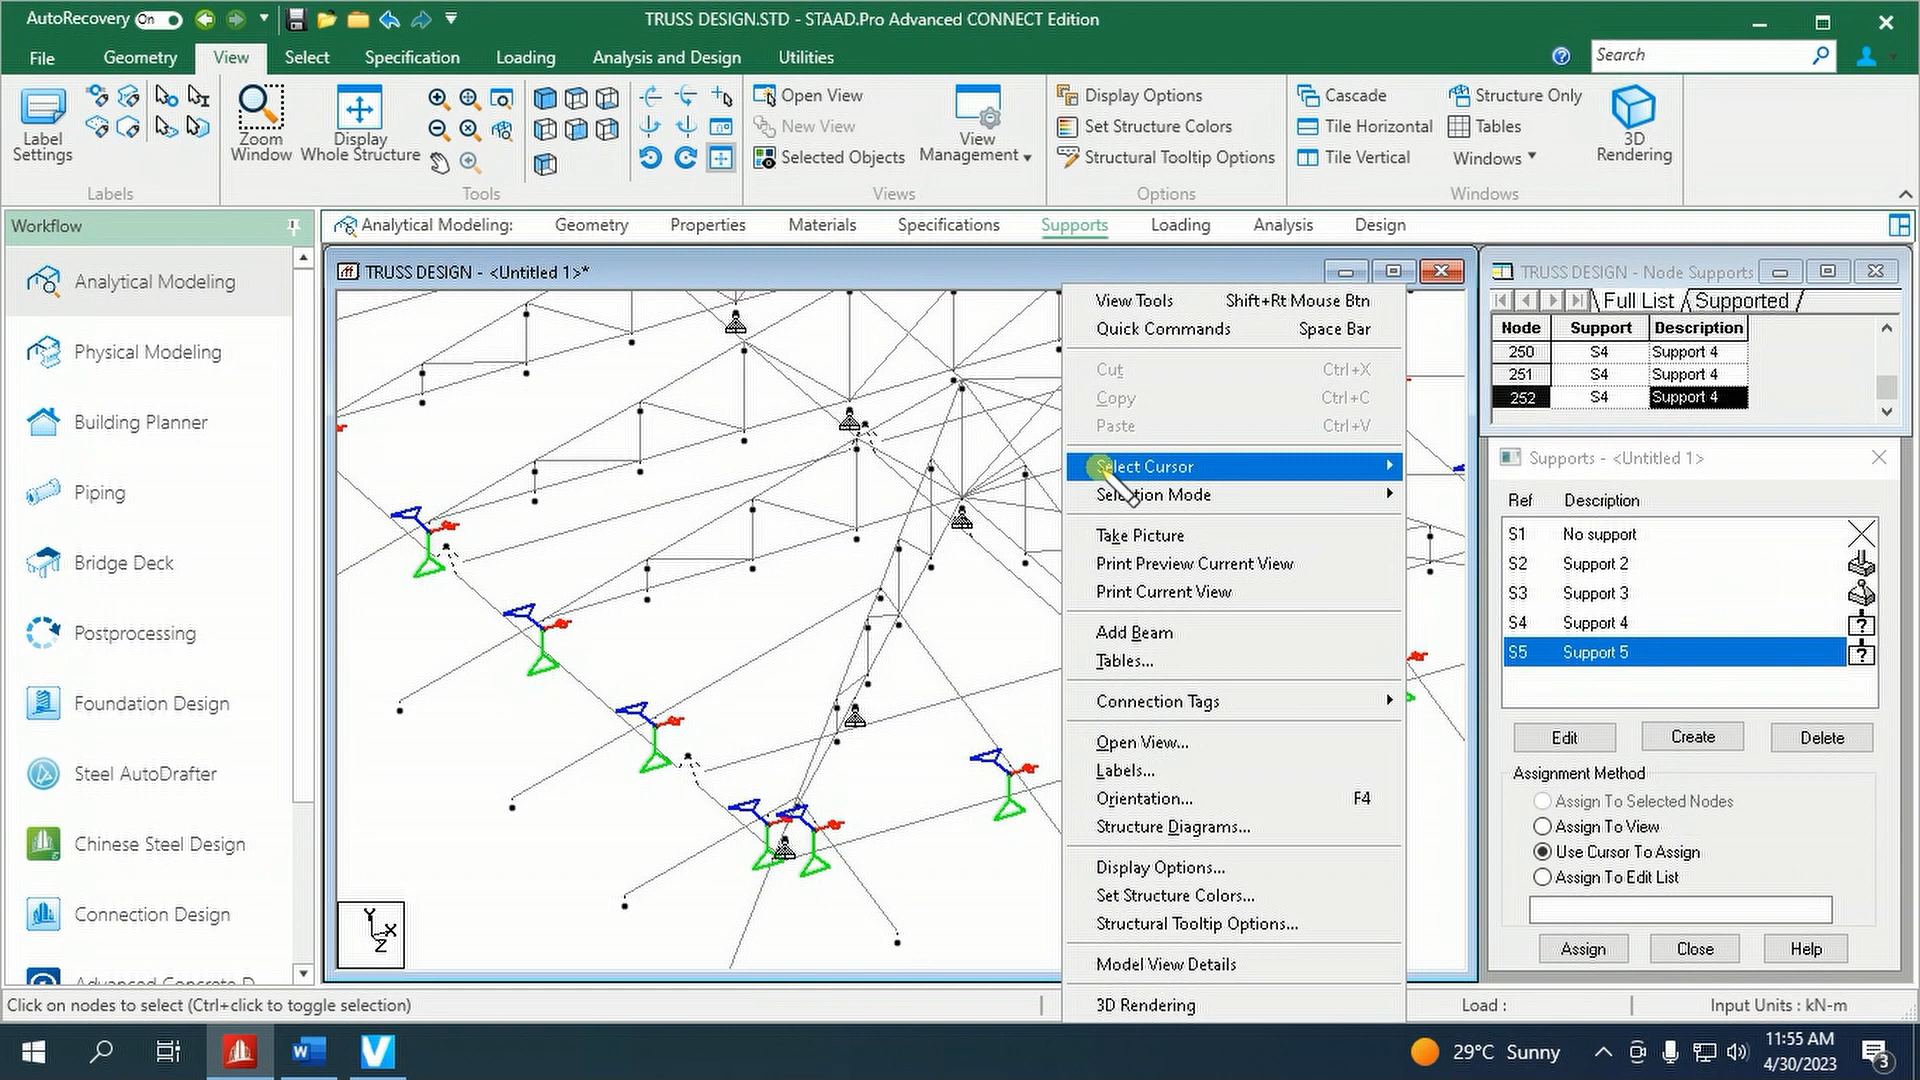 AutoRecovery On
TRUSS DESIGN.STD - STAAD.Pro Advanced CONNECT Edition
File Geometry View Select Specification Loading Analysis and Design Utilities
Search
Label Settings
Zoom Window
Display Whole Structure
Open View
New View
Selected Objects
View Management
Display Options
Set Structure Colors
Structural Tooltip Options
Cascade
Tile Horizontal
Tile Vertical
Structure Only
Tables
Windows
3D Rendering
Labels Tools Views Options Windows
Workflow
Analytical Modeling: Geometry Properties Materials Specifications Supports Loading Analysis Design
Analytical Modeling
Physical Modeling
Building Planner
Piping
Bridge Deck
Postprocessing
Foundation Design
Steel AutoDrafter
Chinese Steel Design
Connection Design
TRUSS DESIGN - <Untitled 1>*
Y
X
Z
View Tools Shift+Rt Mouse Btn
Quick Commands Space Bar
Cut Ctrl+X
Copy Ctrl+C
Paste Ctrl+V
Select Cursor
Selection Mode
Take Picture
Print Preview Current View
Print Current View
Add Beam
Tables...
Connection Tags
Open View...
Labels...
Orientation... F4
Structure Diagrams...
Display Options...
Set Structure Colors...
Structural Tooltip Options...
Model View Details
3D Rendering
TRUSS DESIGN - Node Supports
Full List Supported
Node Support Description
250 S4 Support 4
251 S4 Support 4
252 S4 Support 4
Supports - <Untitled 1>
Ref Description
S1 No support
S2 Support 2
S3 Support 3
S4 Support 4 ?
S5 Support 5 ?
Edit Create Delete
Assignment Method
Assign To Selected Nodes
Assign To View
Use Cursor To Assign
Assign To Edit List
Assign Close Help
Click on nodes to select (Ctrl+click to toggle selection)
Load :
Input Units : kN-m
29°C Sunny
11:55 AM
4/30/2023
3